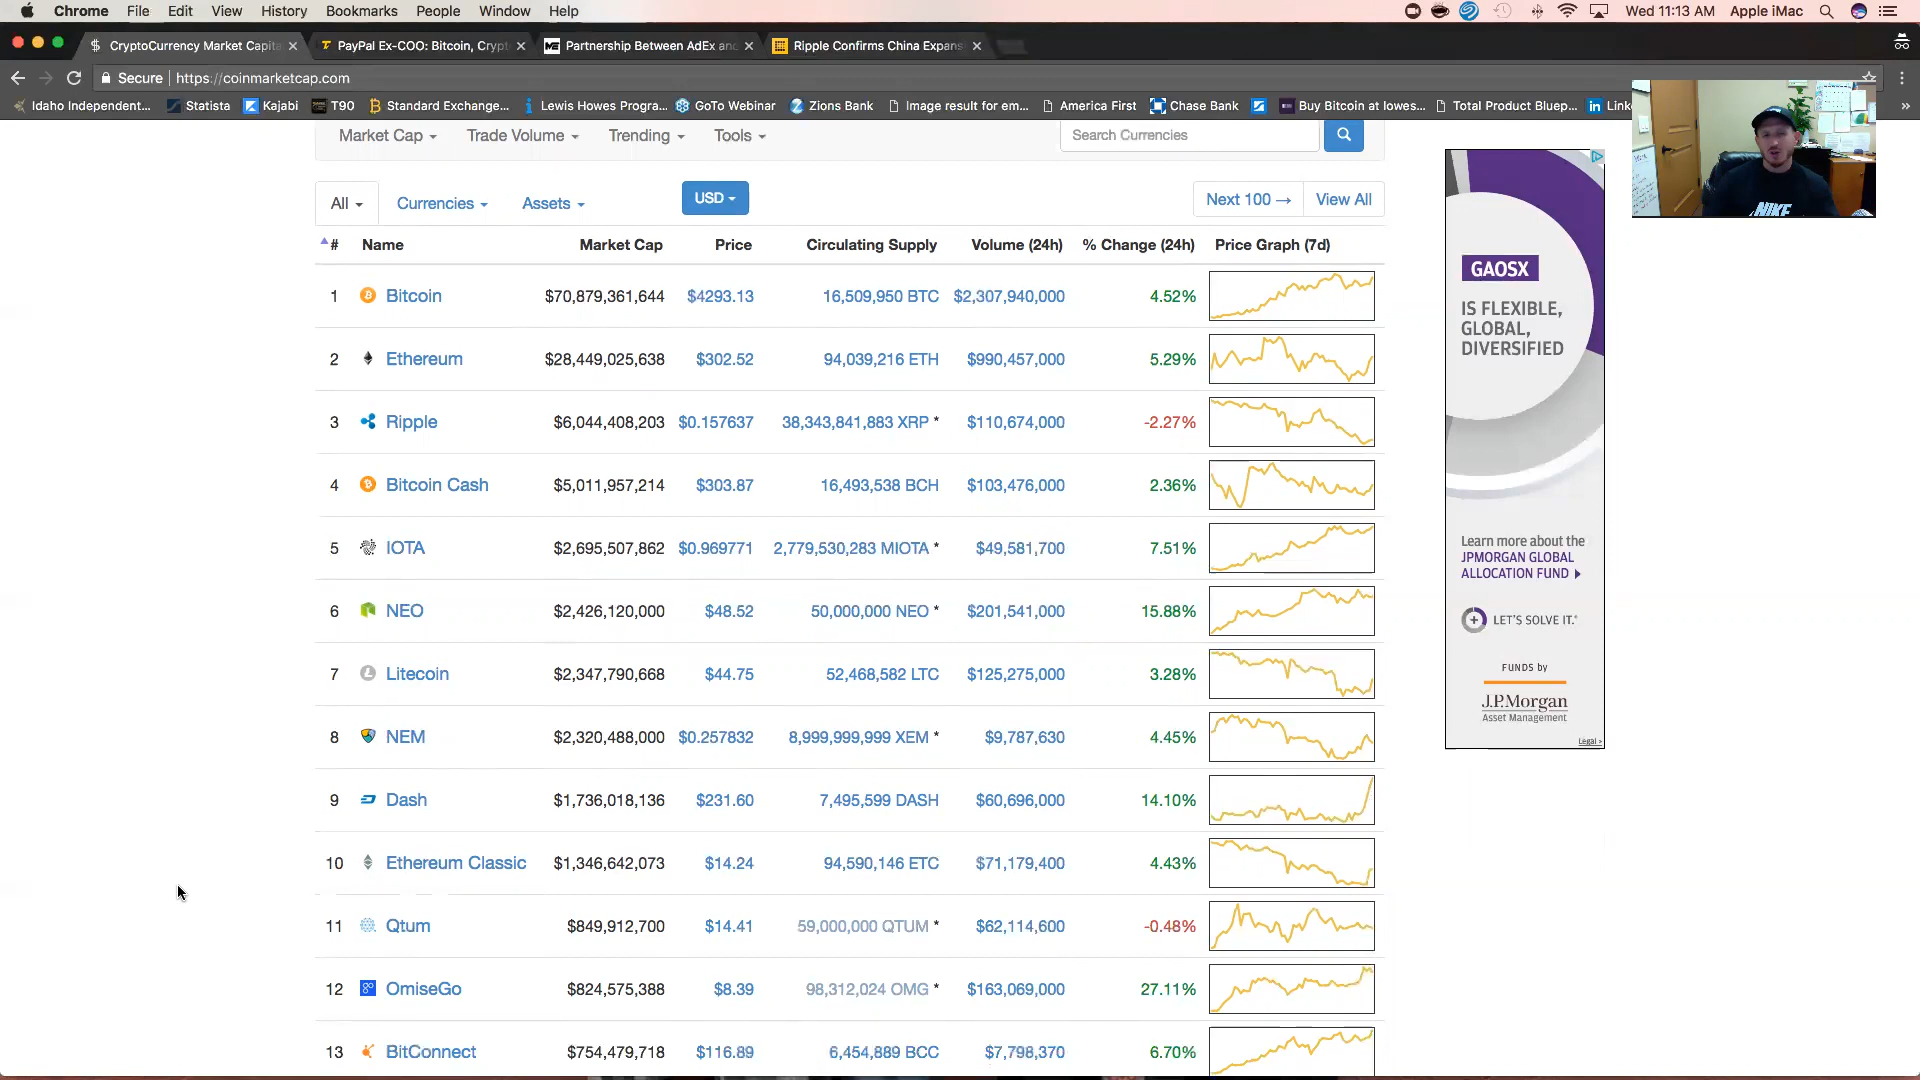 Chrome File Edit View History Bookmarks People Window Help Wed 11:13 AM Apple iMac
CryptoCurrency Market Capita PayPal Ex-COO: Bitcoin, Crypt Partnership Between AdEx and Ripple Confirms China Expans
Secure https://coinmarketcap.com
Idaho Independent... Statista Kajabi T90 Standard Exchange... Lewis Howes Progra... GoTo Webinar Zions Bank Image result for em... America First Chase Bank Buy Bitcoin at lowes... Total Product Bluep... Link
Market Cap Trade Volume Trending Tools Search Currencies
All Currencies Assets USD Next 100 → View All
# Name Market Cap Price Circulating Supply Volume (24h) % Change (24h) Price Graph (7d)
1 Bitcoin $70,879,361,644 $4293.13 16,509,950 BTC $2,307,940,000 4.52%
2 Ethereum $28,449,025,638 $302.52 94,039,216 ETH $990,457,000 5.29%
3 Ripple $6,044,408,203 $0.157637 38,343,841,883 XRP * $110,674,000 -2.27%
4 Bitcoin Cash $5,011,957,214 $303.87 16,493,538 BCH $103,476,000 2.36%
5 IOTA $2,695,507,862 $0.969771 2,779,530,283 MIOTA * $49,581,700 7.51%
6 NEO $2,426,120,000 $48.52 50,000,000 NEO * $201,541,000 15.88%
7 Litecoin $2,347,790,668 $44.75 52,468,582 LTC $125,275,000 3.28%
8 NEM $2,320,488,000 $0.257832 8,999,999,999 XEM * $9,787,630 4.45%
9 Dash $1,736,018,136 $231.60 7,495,599 DASH $60,696,000 14.10%
10 Ethereum Classic $1,346,642,073 $14.24 94,590,146 ETC $71,179,400 4.43%
11 Qtum $849,912,700 $14.41 59,000,000 QTUM * $62,114,600 -0.48%
12 OmiseGo $824,575,388 $8.39 98,312,024 OMG * $163,069,000 27.11%
13 BitConnect $754,479,718 $116.89 6,454,889 BCC $7,798,370 6.70%
GAOSX
IS FLEXIBLE,
GLOBAL,
DIVERSIFIED
Learn more about the
JPMORGAN GLOBAL
ALLOCATION FUND
LET'S SOLVE IT.
FUNDS by
J.P.Morgan
Asset Management
Legal >
NIKE